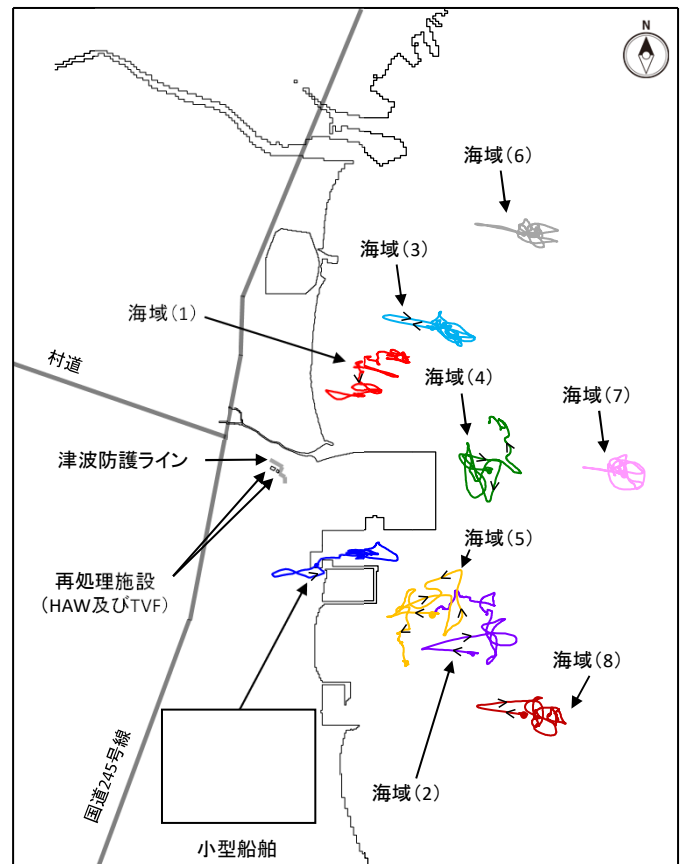 N
海域（6）
海域（3）
海域（1）
海域（4）
村道
海域（7）
津波防護ライン
海域（5）
再処理施設
（HAW及びTVF）
海域（8）
国道245号線
海域（2）
小型船舶